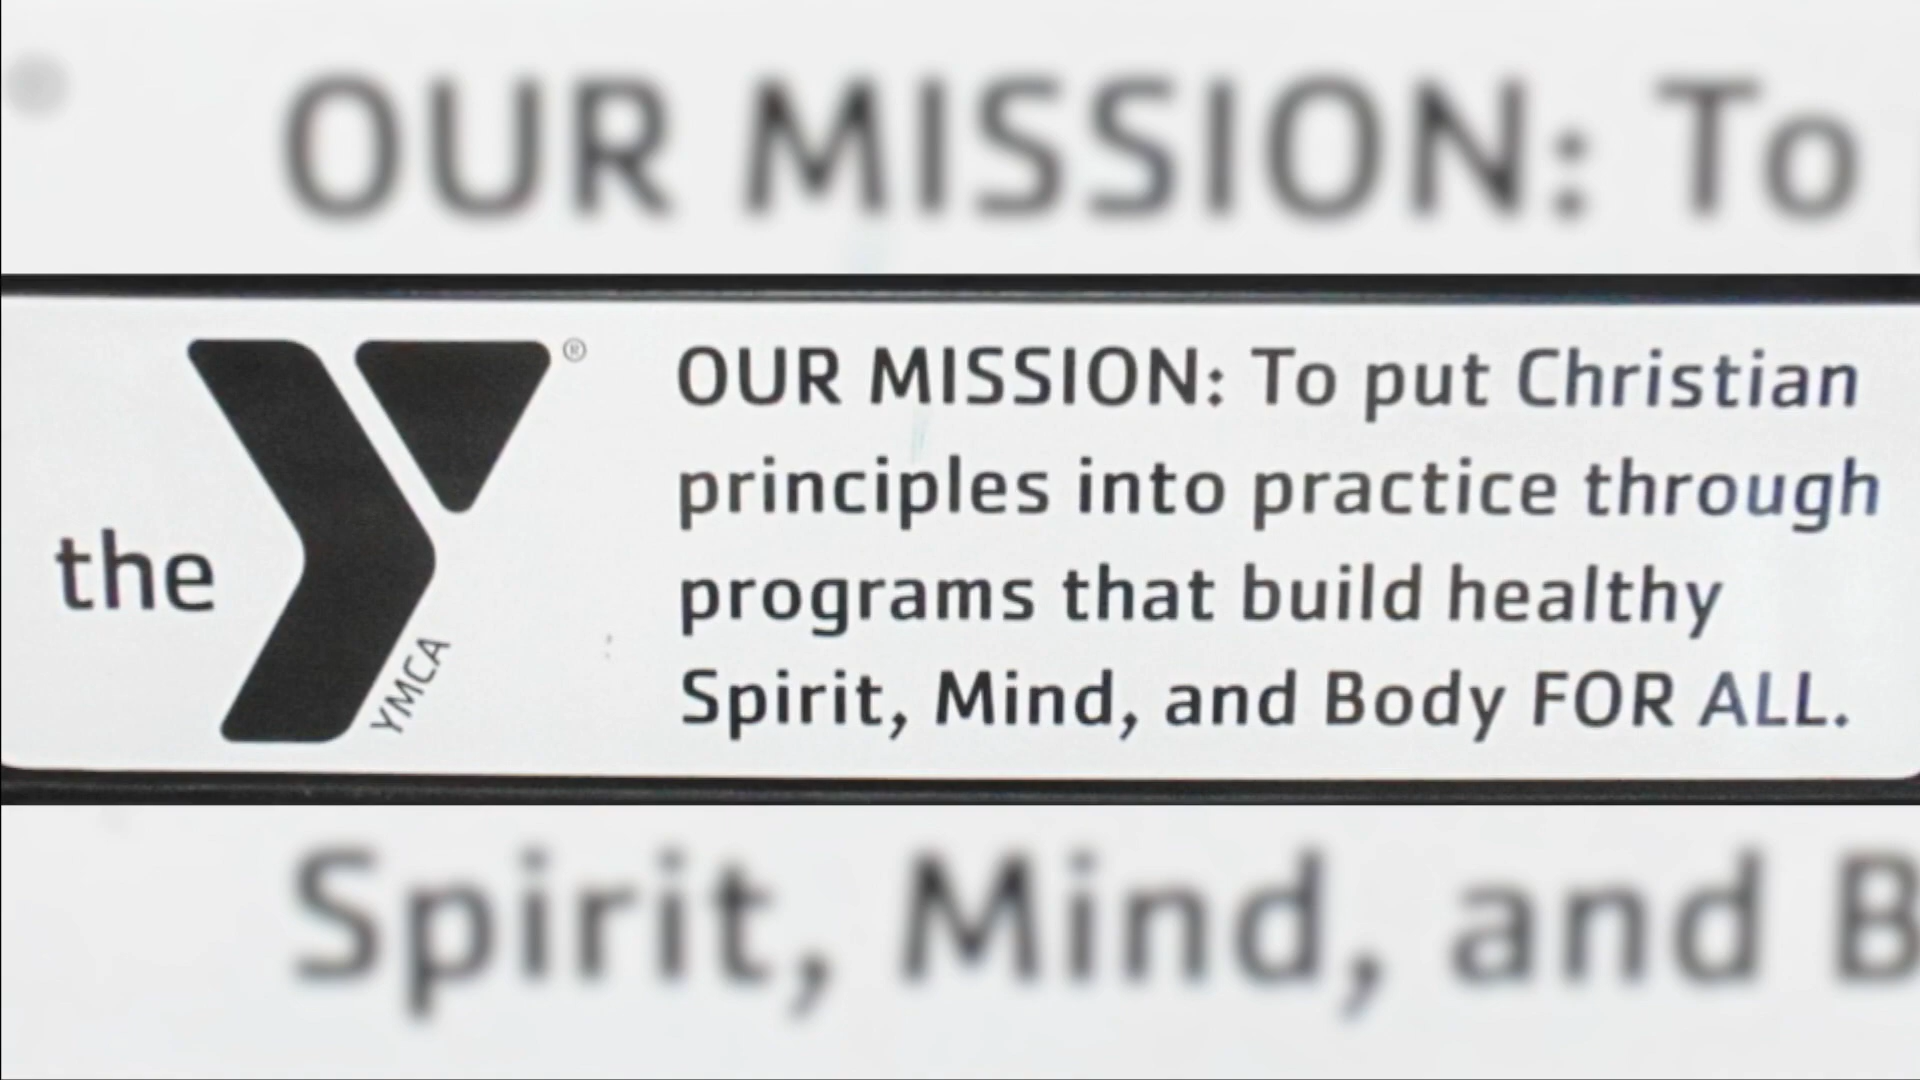 OUR MISSION: To
the
YMCA
®
OUR MISSION: To put Christian
principles into practice through
programs that build healthy
Spirit, Mind, and Body FOR ALL.
Spirit, Mind, and B